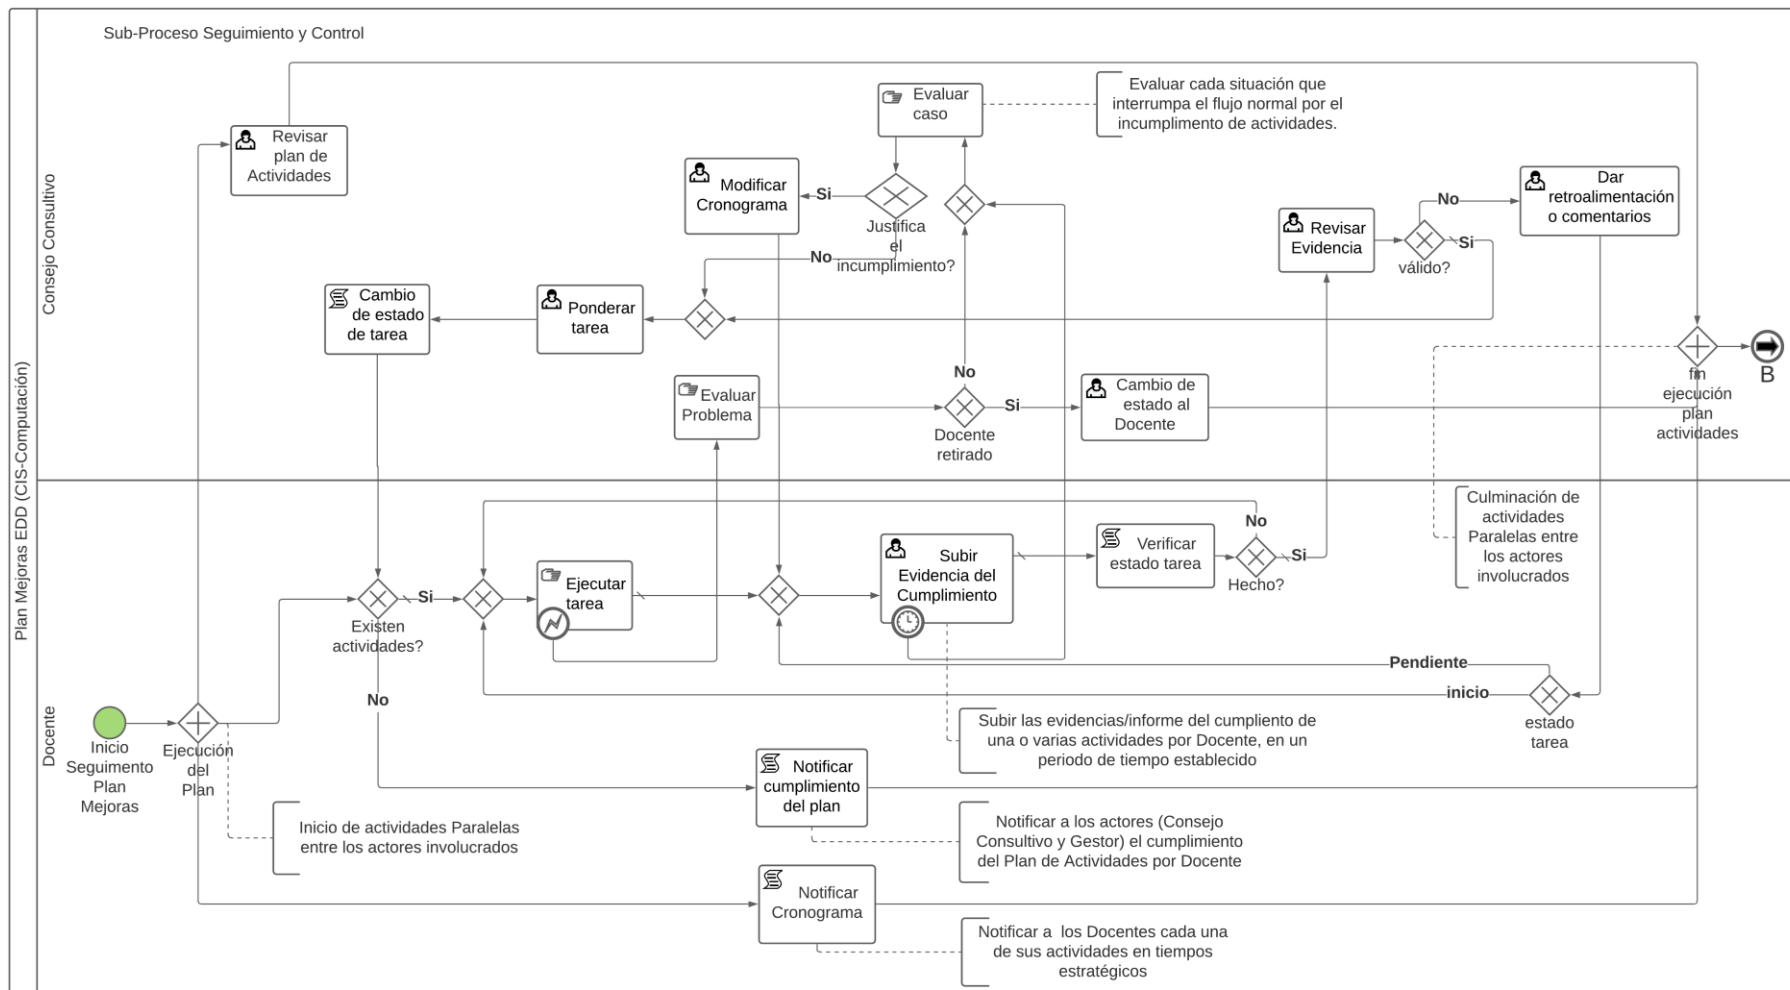 Sub-Proceso Seguimiento y Control
Plan Mejoras EDD (CIS-Computación)
Consejo Consultivo
Revisar
plan de
Actividades
Evaluar
caso
Evaluar cada situación que
interrumpa el flujo normal por el
incumplimento de actividades.
Modificar
Cronograma
Si
Justifica
el
incumplimiento?
No
Revisar
Evidencia
válido?
No
Si
Dar
retroalimentación
o comentarios
Cambio
de estado
de tarea
Ponderar
tarea
Evaluar
Problema
No
Docente
retirado
Si
Cambio de
estado al
Docente
fin
ejecución
plan
actividades
B
Docente
Culminación de
actividades
Paralelas entre
los actores
involucrados
Existen
actividades?
Si
No
Ejecutar
tarea
Subir
Evidencia del
Cumplimiento
Verificar
estado tarea
No
Hecho?
Si
Pendiente
inicio
estado
tarea
Inicio
Seguimento
Plan
Mejoras
Ejecución
del
Plan
Inicio de actividades Paralelas
entre los actores involucrados
Subir las evidencias/informe del cumpliento de
una o varias actividades por Docente, en un
periodo de tiempo establecido
Notificar
cumplimiento
del plan
Notificar a los actores (Consejo
Consultivo y Gestor) el cumplimiento
del Plan de Actividades por Docente
Notificar
Cronograma
Notificar a los Docentes cada una
de sus actividades en tiempos
estratégicos